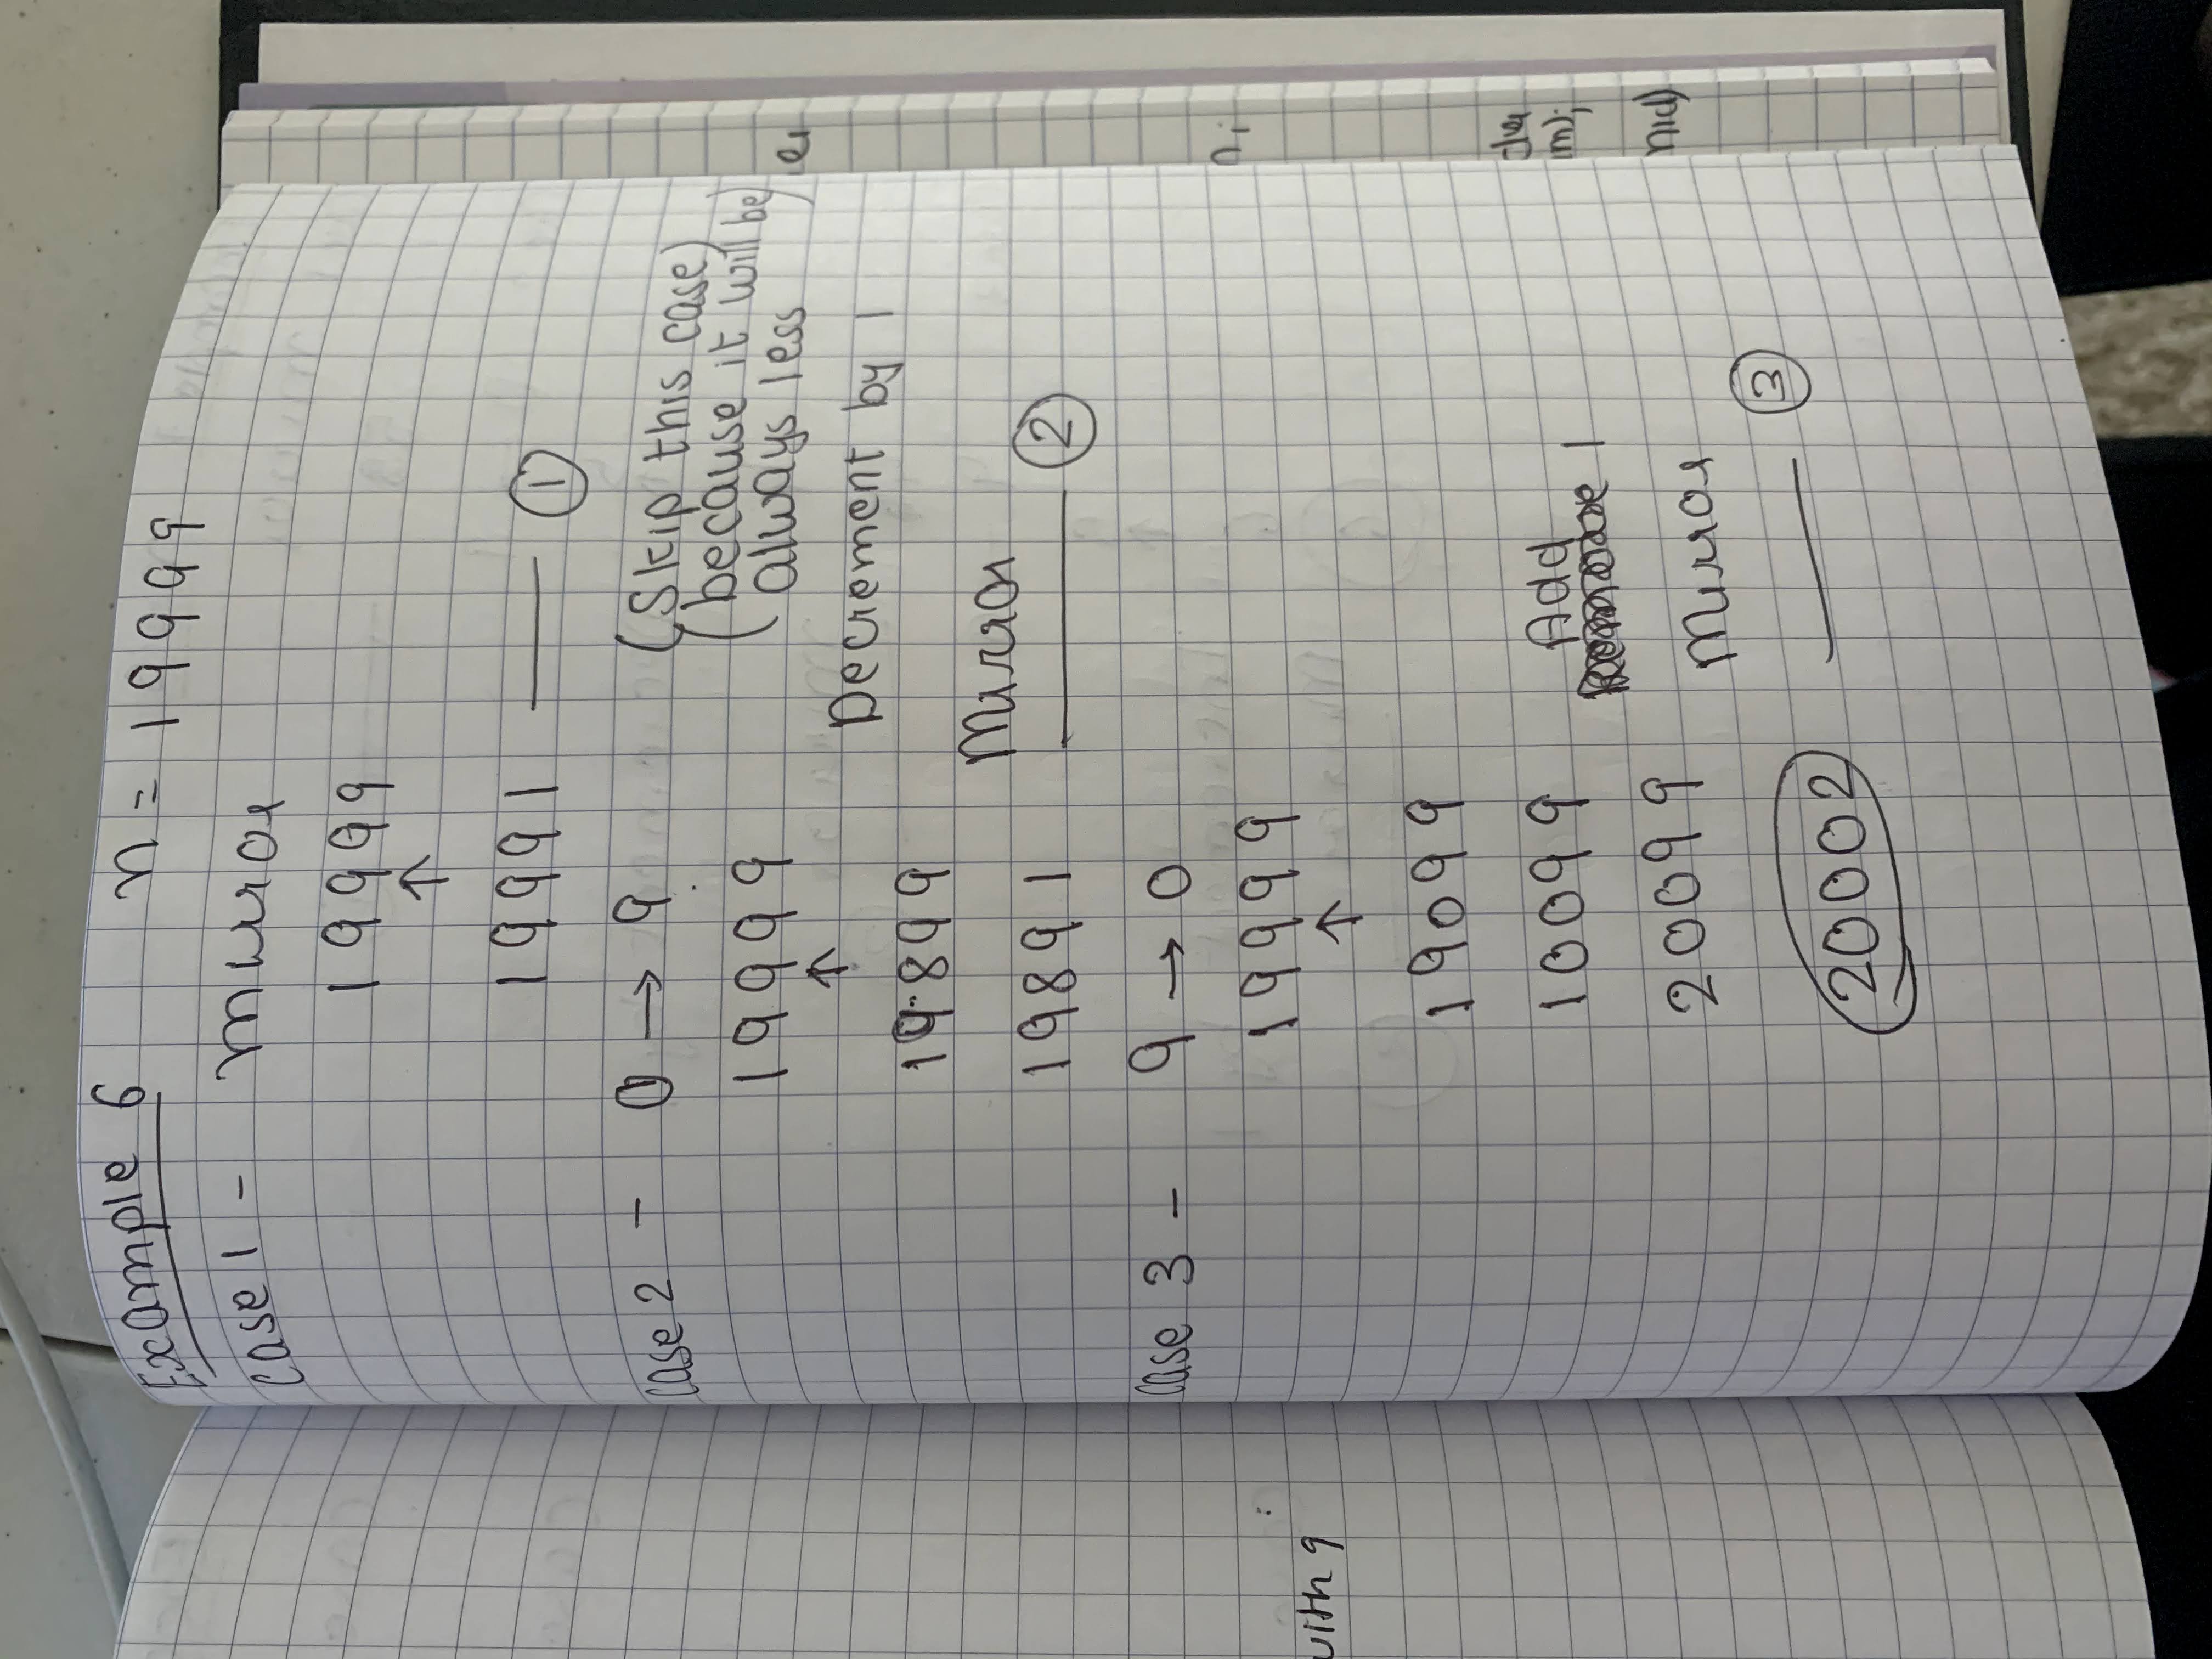 Example 6 n = 19999
case 1 - Mirror
19999
↑
19991 —— ①
case 2 - 0 → 9 (Skip this case)
(because it will be)
19999 always less
↑
Decrement by 1
19899
Mirror
19891 —— ②
case 3 - 9 → 0
19999
↑
19099
10099 Add 1
20099 Mirror
20002 —— ③
with 9